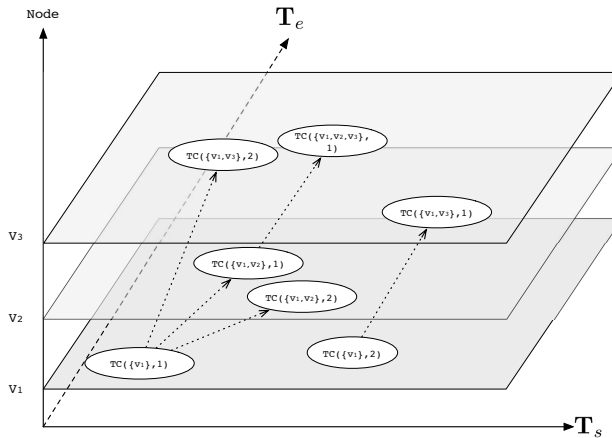 Node
T_e
TC({v₁,v₂,v₃},
1)
TC({v₁,v₃},2)
TC({v₁,v₃},1)
V₃
TC({v₁,v₂},1)
TC({v₁,v₂},2)
V₂
TC({v₁},2)
TC({v₁},1)
V₁
T_s